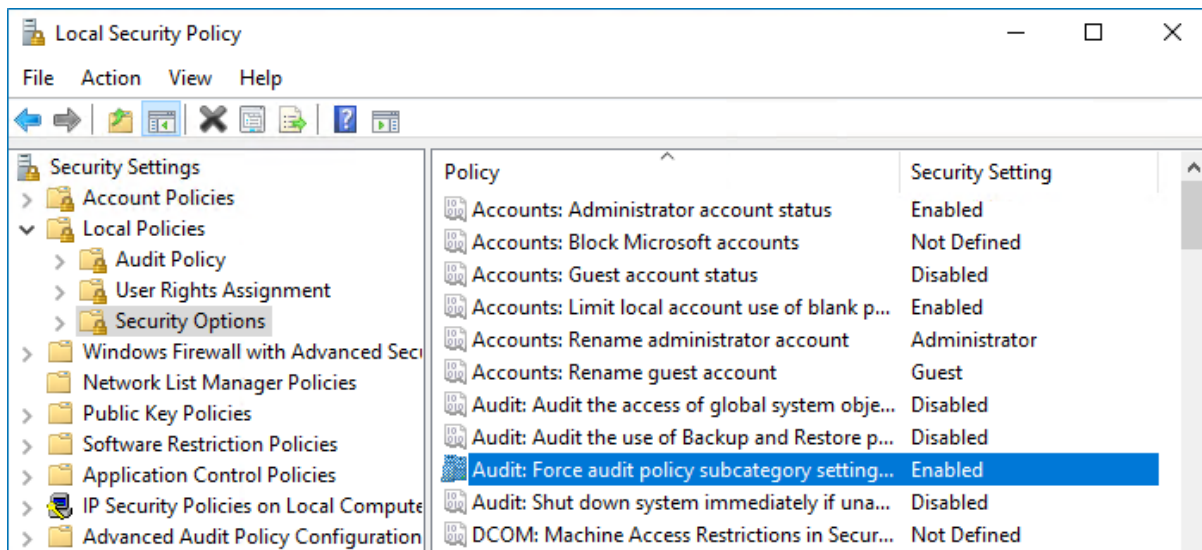 Local Security Policy
File Action View Help
Security Settings
Account Policies
Local Policies
Audit Policy
User Rights Assignment
Security Options
Windows Firewall with Advanced Secu
Network List Manager Policies
Public Key Policies
Software Restriction Policies
Application Control Policies
IP Security Policies on Local Compute
Advanced Audit Policy Configuration
Policy Security Setting
Accounts: Administrator account status Enabled
Accounts: Block Microsoft accounts Not Defined
Accounts: Guest account status Disabled
Accounts: Limit local account use of blank p... Enabled
Accounts: Rename administrator account Administrator
Accounts: Rename guest account Guest
Audit: Audit the access of global system obje... Disabled
Audit: Audit the use of Backup and Restore p... Disabled
Audit: Force audit policy subcategory setting... Enabled
Audit: Shut down system immediately if una... Disabled
DCOM: Machine Access Restrictions in Secur... Not Defined